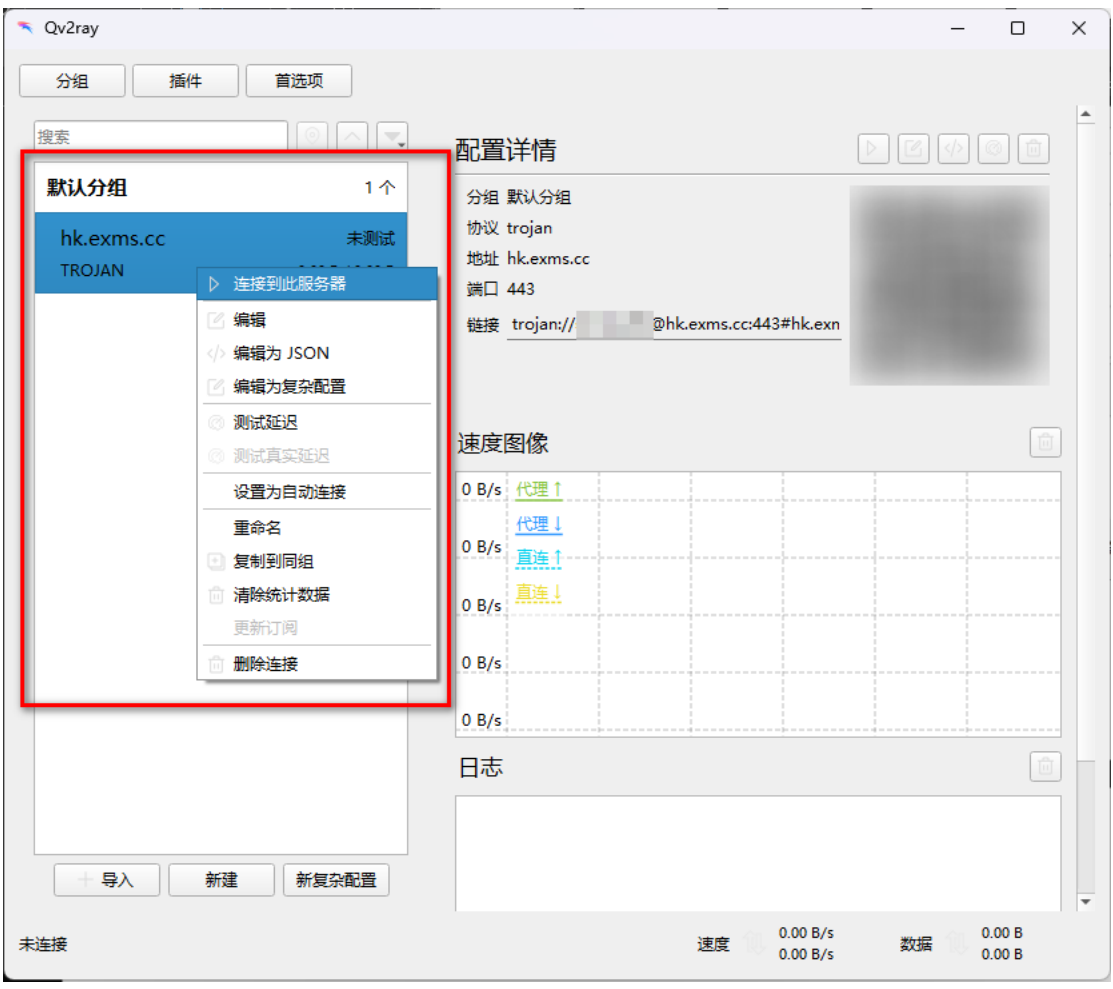 Qv2ray
分组 插件 首选项
搜索
默认分组 1 个
hk.exms.cc 未测试
TROJAN
连接到此服务器
编辑
编辑为 JSON
编辑为复杂配置
测试延迟
测试真实延迟
设置为自动连接
重命名
复制到同组
清除统计数据
更新订阅
删除连接
导入 新建 新复杂配置
配置详情
分组 默认分组
协议 trojan
地址 hk.exms.cc
端口 443
链接 trojan:// @hk.exms.cc:443#hk.exn
速度图像
0 B/s 代理↑
代理↓
0 B/s 直连↑
直连↓
0 B/s
0 B/s
0 B/s
日志
未连接
速度 0.00 B/s 数据 0.00 B
0.00 B/s 0.00 B